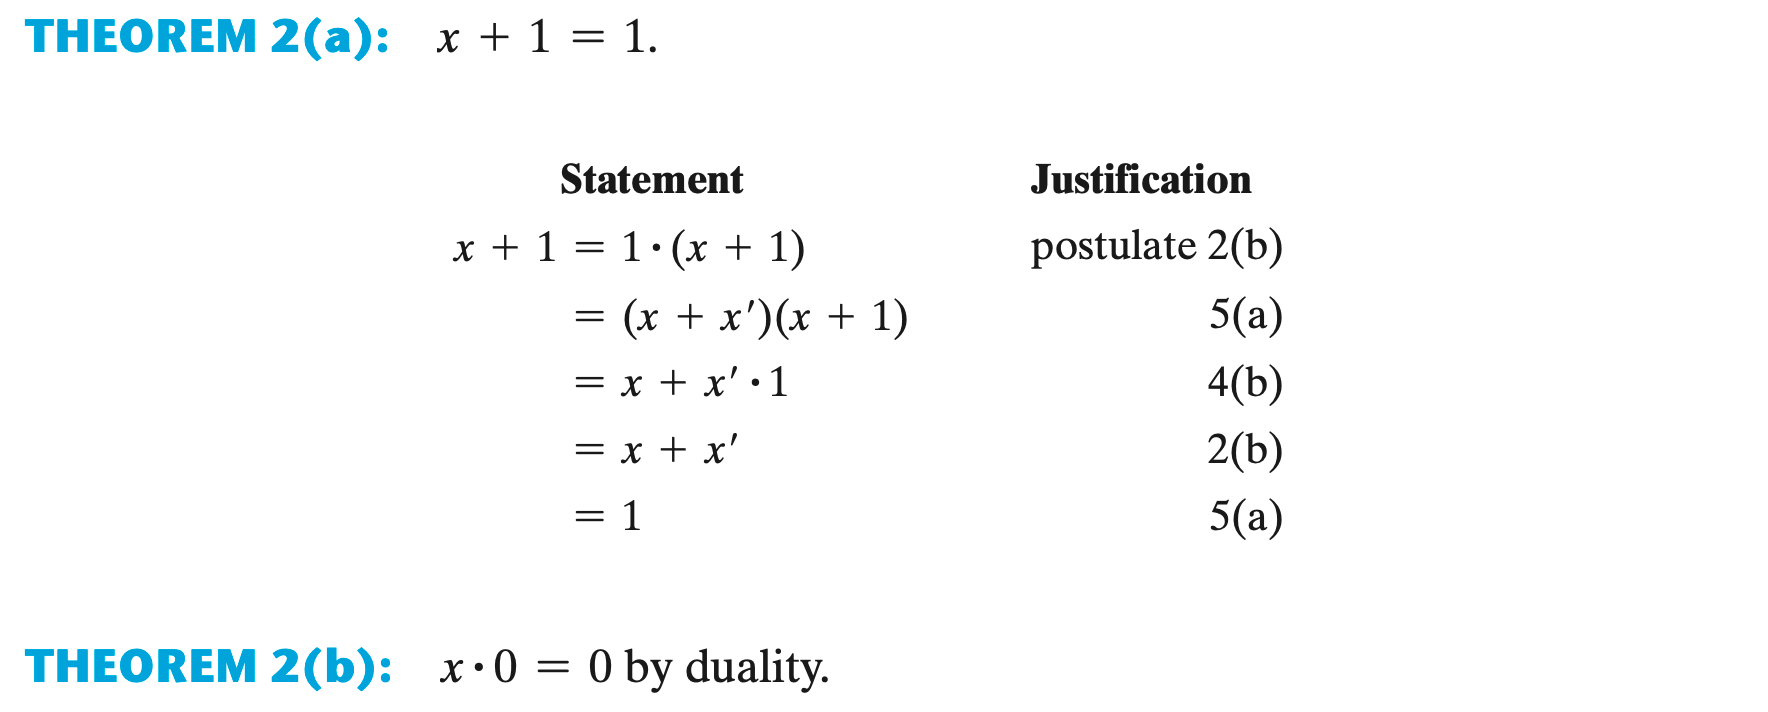 THEOREM 2(a): x + 1 = 1.
Statement Justification
x + 1 = 1·(x + 1) postulate 2(b)
= (x + x′)(x + 1) 5(a)
= x + x′·1 4(b)
= x + x′ 2(b)
= 1 5(a)
THEOREM 2(b): x·0 = 0 by duality.